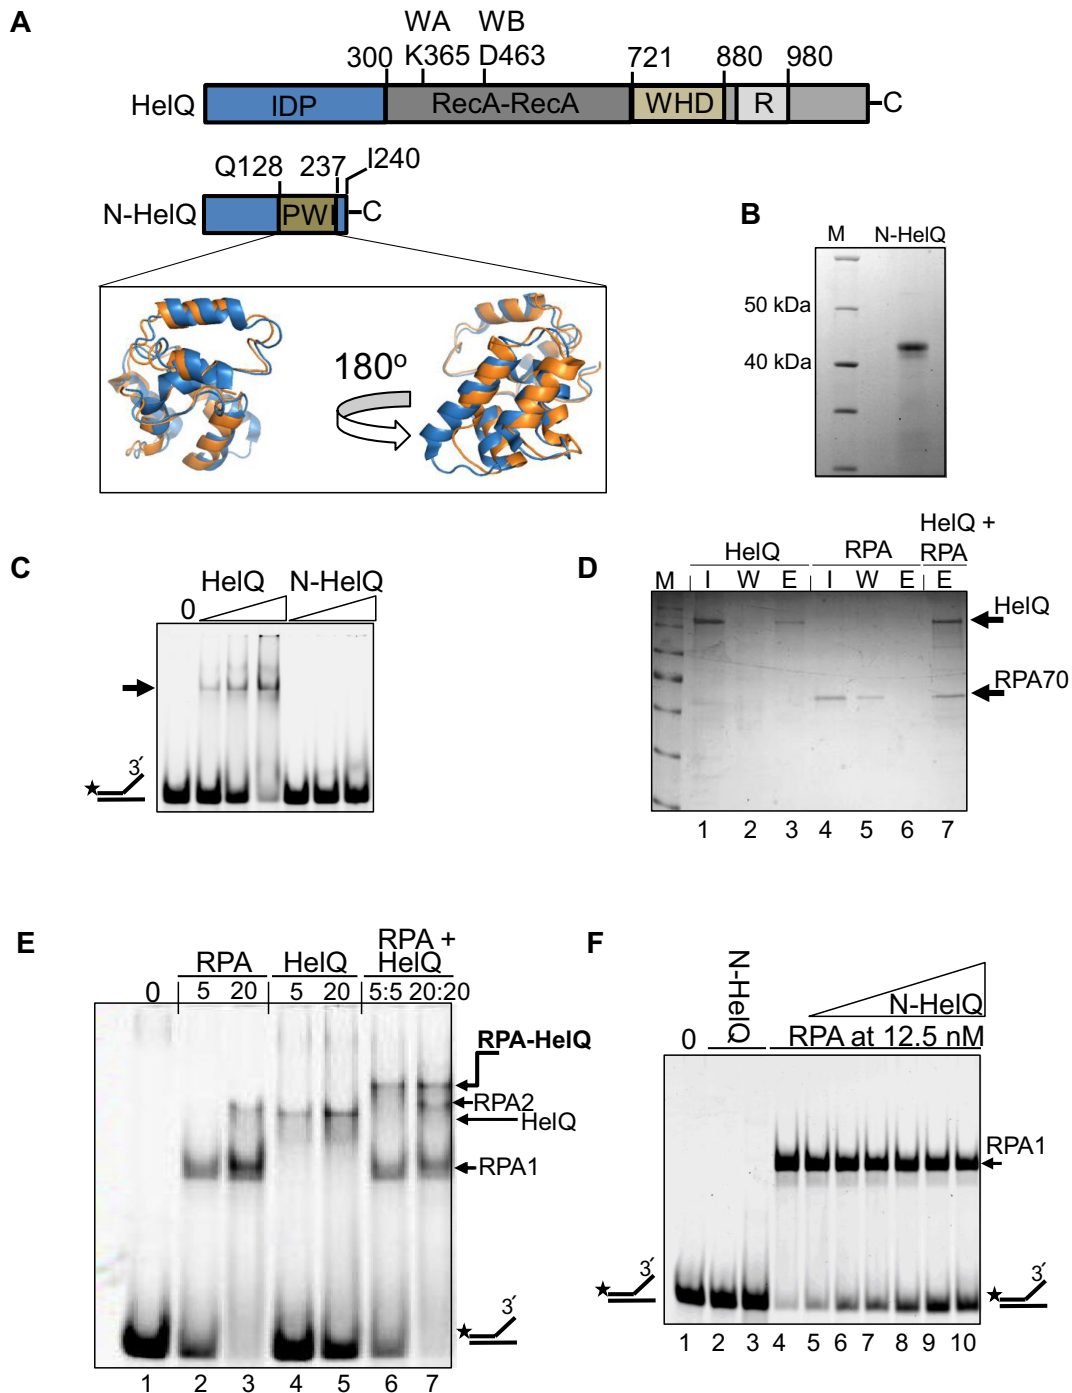 A
WA WB
300 K365 D463 721 880 980
HelQ IDP RecA-RecA WHD R C
Q128 237 I240
N-HelQ PWI C
180º
B
M N-HelQ
50 kDa
40 kDa
C
HelQ N-HelQ
0
3´
D
HelQ RPA HelQ + RPA
M I W E I W E E
HelQ
RPA70
1 2 3 4 5 6 7
E
RPA HelQ RPA + HelQ
0 5 20 5 20 5:5 20:20
RPA-HelQ
RPA2
HelQ
RPA1
3´
1 2 3 4 5 6 7
F
N-HelQ
N-HelQ
0 RPA at 12.5 nM
RPA1
3´ 3´
1 2 3 4 5 6 7 8 9 10